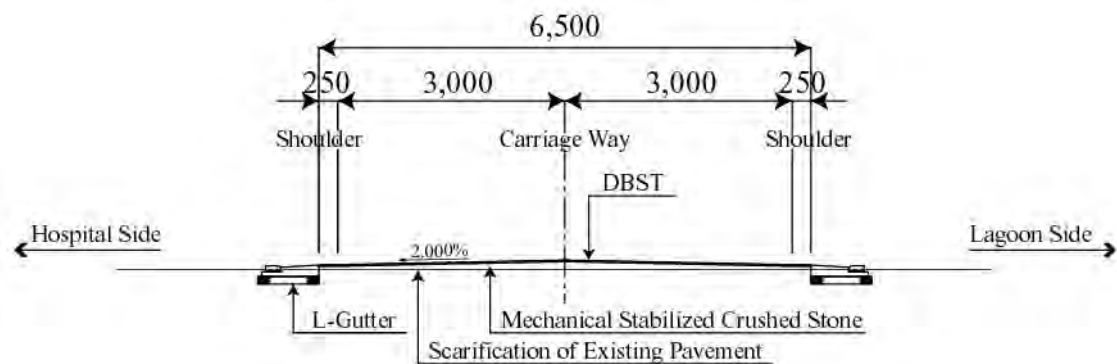 6,500
250 3,000 3,000 250
Shoulder Carriage Way Shoulder
DBST
Hospital Side 2.000% Lagoon Side
L-Gutter Mechanical Stabilized Crushed Stone
Scarification of Existing Pavement